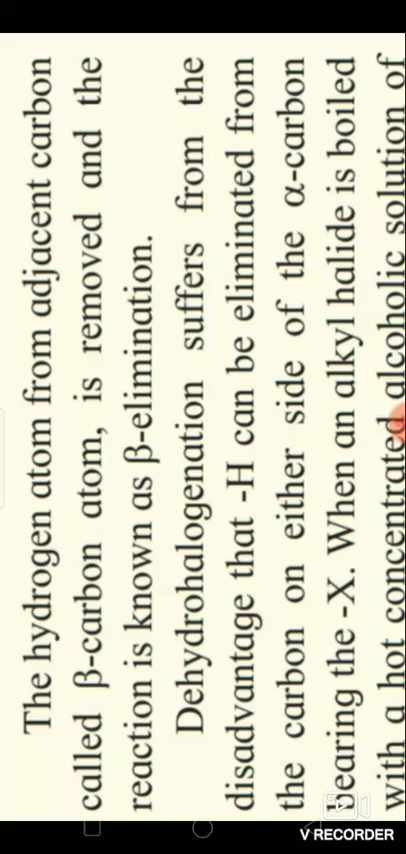 The hydrogen atom from adjacent carbon
called β-carbon atom, is removed and the
reaction is known as β-elimination.
Dehydrohalogenation suffers from the
disadvantage that -H can be eliminated from
the carbon on either side of the α-carbon
bearing the -X. When an alkyl halide is boiled
with a hot concentrated alcoholic solution of
V RECORDER